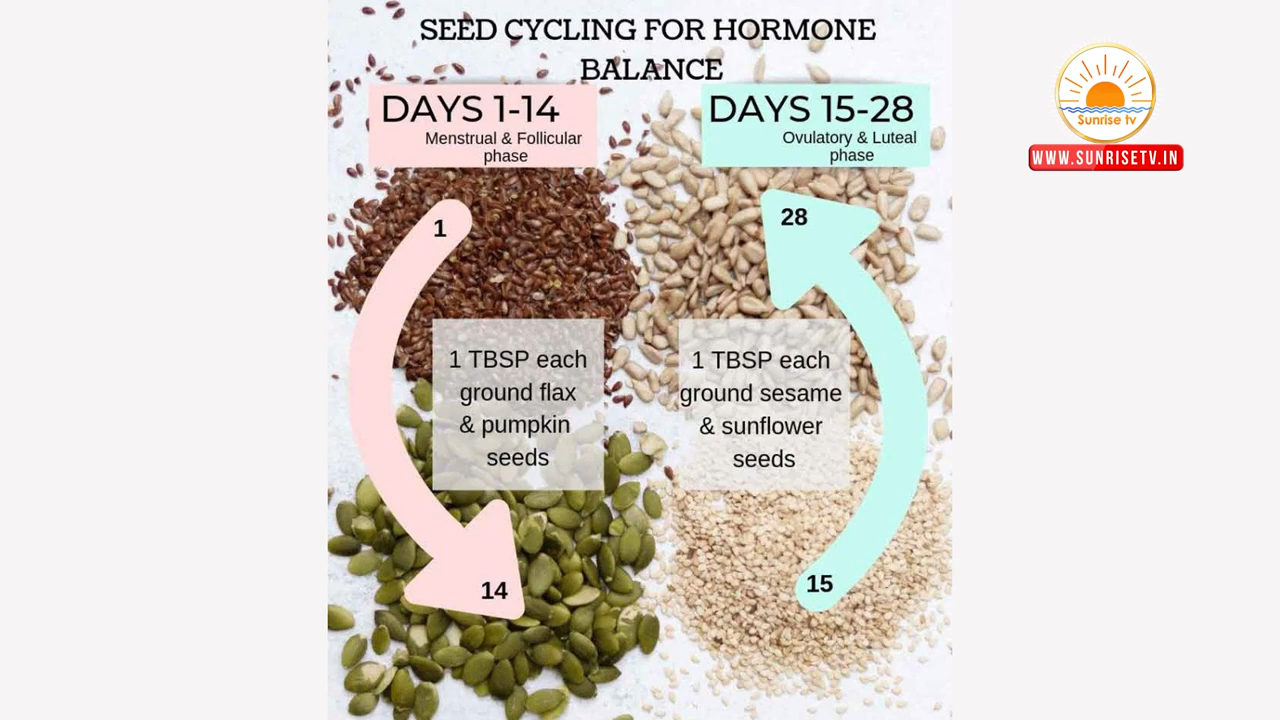 SEED CYCLING FOR HORMONE
BALANCE
DAYS 1-14
Menstrual & Follicular
phase
DAYS 15-28
Ovulatory & Luteal
phase
1
28
1 TBSP each
ground flax
& pumpkin
seeds
1 TBSP each
ground sesame
& sunflower
seeds
14
15
Sunrise tv
WWW.SUNRISETV.IN